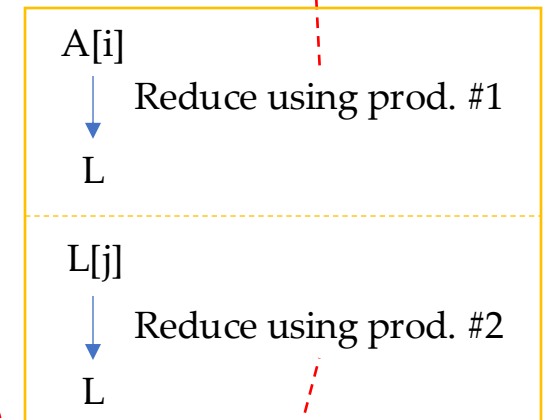 A[i]
Reduce using prod. #1
L
L[j]
Reduce using prod. #2
L